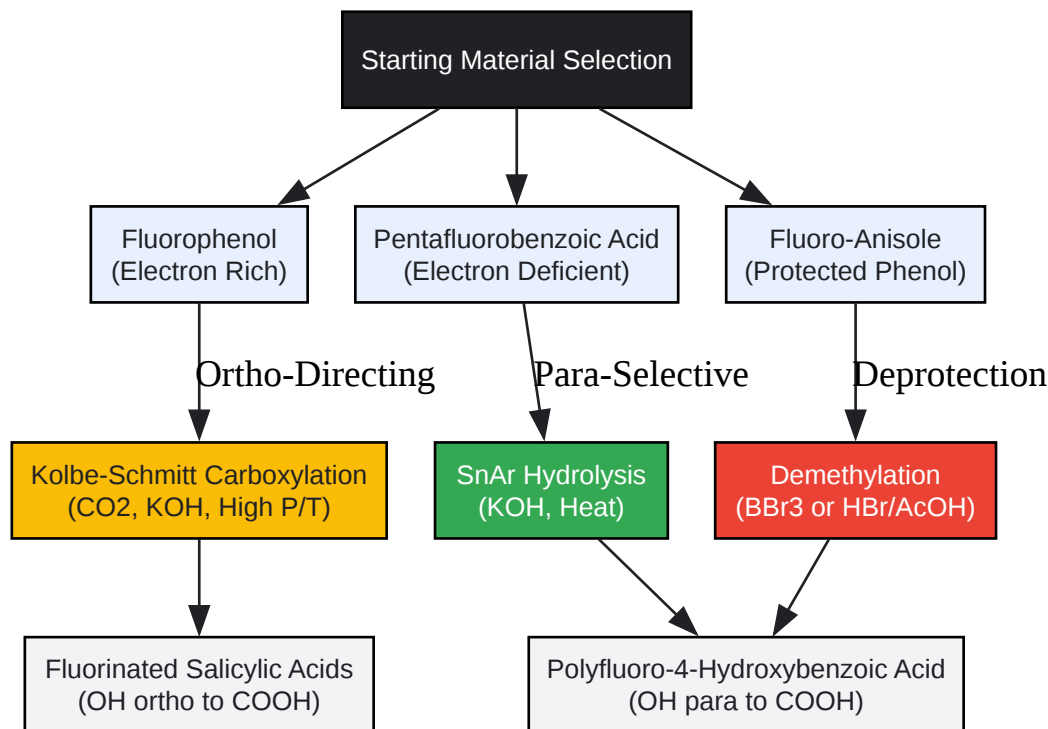 Starting Material Selection
Fluorophenol
(Electron Rich)
Pentafluorobenzoic Acid
(Electron Deficient)
Fluoro-Anisole
(Protected Phenol)
Ortho-Directing
Para-Selective
Deprotection
Kolbe-Schmitt Carboxylation
(CO2, KOH, High P/T)
SnAr Hydrolysis
(KOH, Heat)
Demethylation
(BBr3 or HBr/AcOH)
Fluorinated Salicylic Acids
(OH ortho to COOH)
Polyfluoro-4-Hydroxybenzoic Acid
(OH para to COOH)